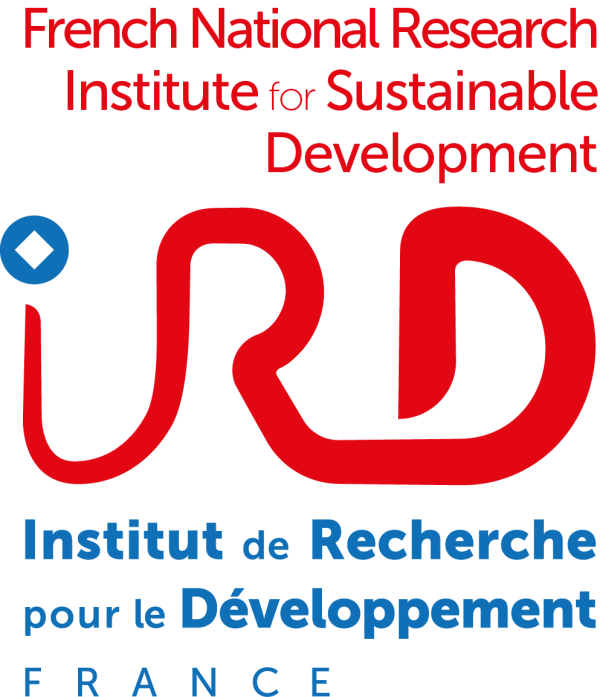 French National Research
Institute for Sustainable
Development
iRD
Institut de Recherche
pour le Développement
FRANCE